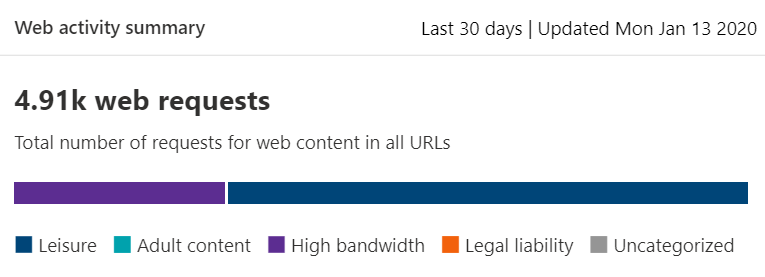 Web activity summary
Last 30 days | Updated Mon Jan 13 2020
4.91k web requests
Total number of requests for web content in all URLs
Leisure
Adult content
High bandwidth
Legal liability
Uncategorized